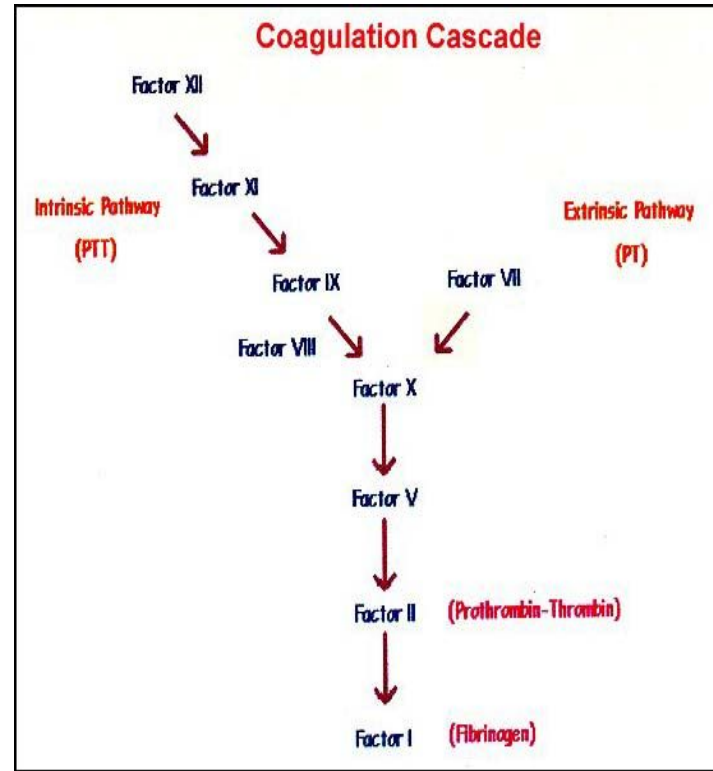 Coagulation Cascade
Factor XII
Factor XI
Intrinsic Pathway
(PTT)
Extrinsic Pathway
(PT)
Factor IX
Factor VII
Factor VIII
Factor X
Factor V
Factor II (Prothrombin-Thrombin)
Factor I (Fibrinogen)